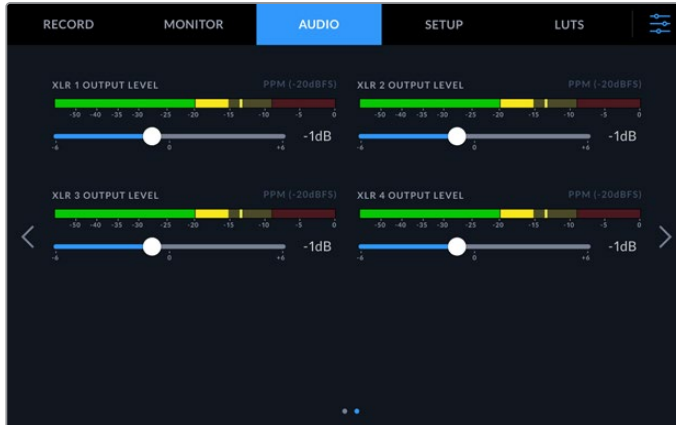 RECORD MONITOR AUDIO SETUP LUTS
XLR 1 OUTPUT LEVEL PPM (-20dBFS) XLR 2 OUTPUT LEVEL PPM (-20dBFS)
-50 -40 -35 -30 -25 -20 -15 -10 -5 0 -50 -40 -35 -30 -25 -20 -15 -10 -5 0
-1dB -1dB
-6 0 +6 -6 0 +6
XLR 3 OUTPUT LEVEL PPM (-20dBFS) XLR 4 OUTPUT LEVEL PPM (-20dBFS)
-50 -40 -35 -30 -25 -20 -15 -10 -5 0 -50 -40 -35 -30 -25 -20 -15 -10 -5 0
-1dB -1dB
-6 0 +6 -6 0 +6